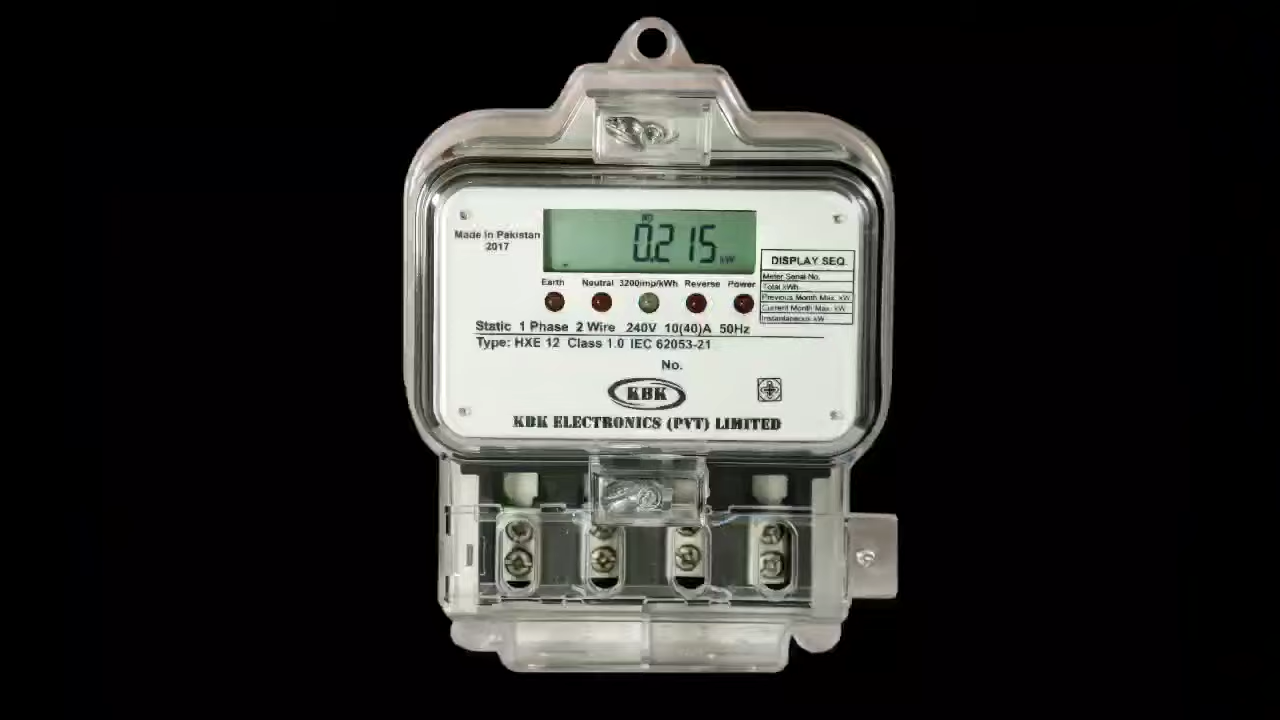 MD
0.215 kW
Made In Pakistan
2017
DISPLAY SEQ.
Meter Serial No.
Total kWh
Previous Month Max. kW
Current Month Max. kW
Instantaneous kW
Earth Neutral 3200imp/kWh Reverse Power
Static 1 Phase 2 Wire 240V 10(40)A 50Hz
Type: HXE 12 Class 1.0 IEC 62053-21
No.
KBK
KBK ELECTRONICS (PVT) LIMITED